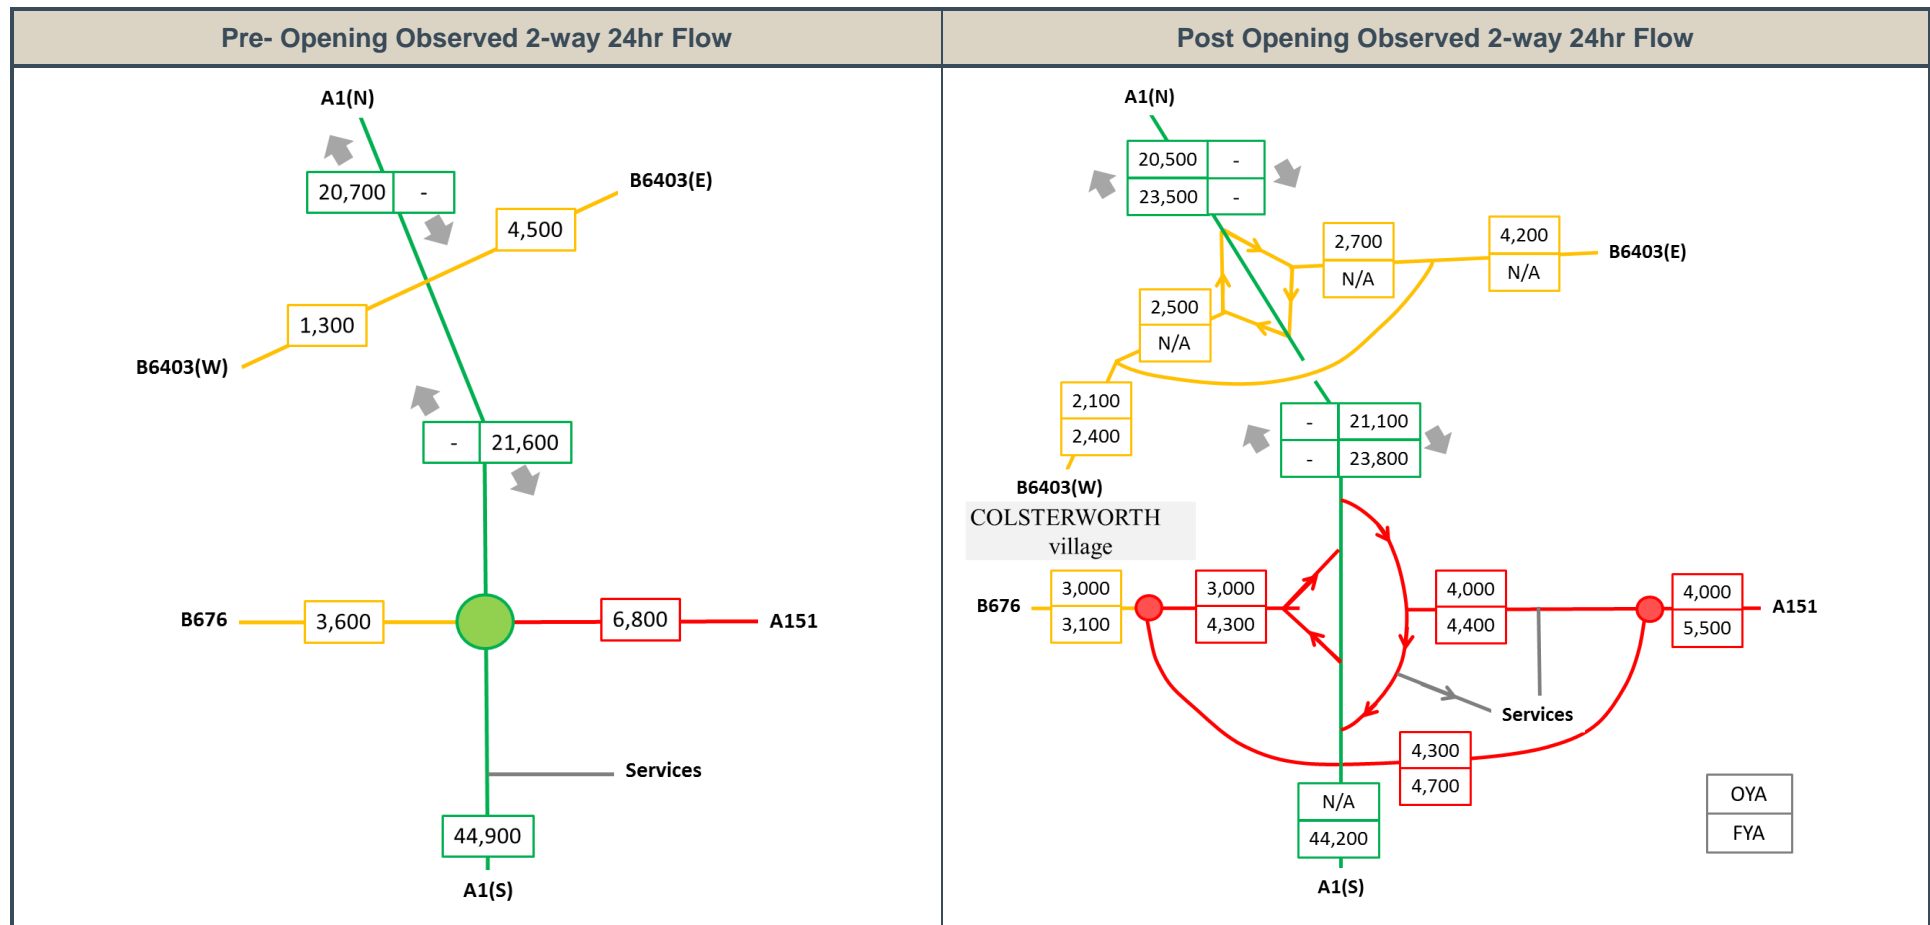 Pre- Opening Observed 2-way 24hr Flow
A1(N)
20,700 -
B6403(E)
4,500
1,300
B6403(W)
- 21,600
B676
3,600
6,800
A151
Services
44,900
A1(S)
Post Opening Observed 2-way 24hr Flow
A1(N)
20,500 -
23,500 -
2,700
N/A
4,200
N/A
B6403(E)
2,500
N/A
2,100
2,400
B6403(W)
- 21,100
- 23,800
COLSTERWORTH
village
B676
3,000
3,100
3,000
4,300
4,000
4,400
4,000
5,500
A151
Services
4,300
4,700
N/A
44,200
A1(S)
OYA
FYA